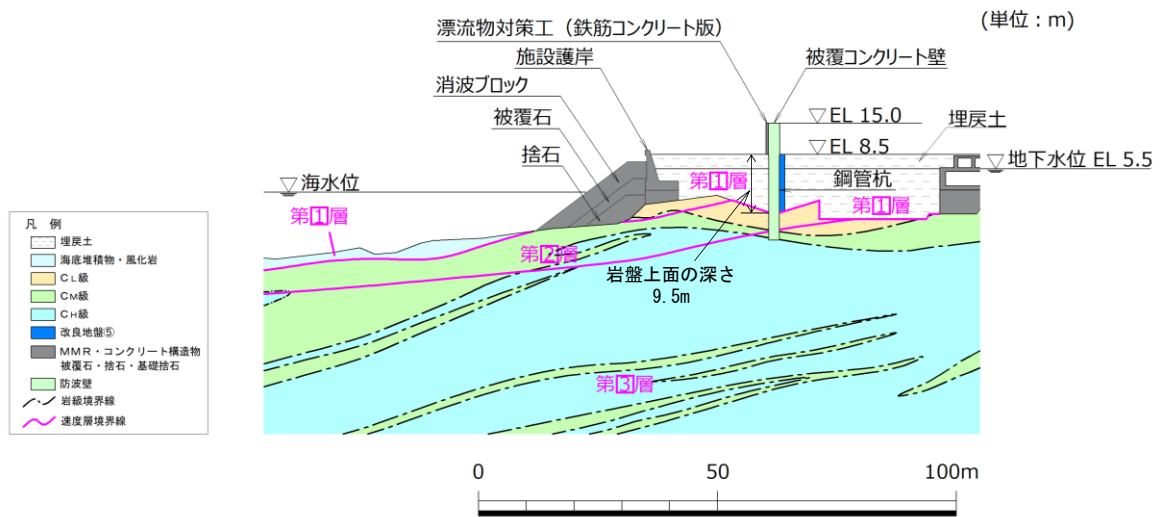 (単位：m)
漂流物対策工（鉄筋コンクリート版）
施設護岸
被覆コンクリート壁
消波ブロック
被覆石
捨石
EL 15.0
EL 8.5
埋戻土
地下水位 EL 5.5
海水位
第1層
鋼管杭
第1層
第1層
第2層
岩盤上面の深さ
9.5m
第3層
凡 例
埋戻土
海底堆積物・風化岩
CL級
CM級
CH級
改良地盤⑤
MMR・コンクリート構造物
被覆石・捨石・基礎捨石
防波壁
岩級境界線
速度層境界線
0 50 100m